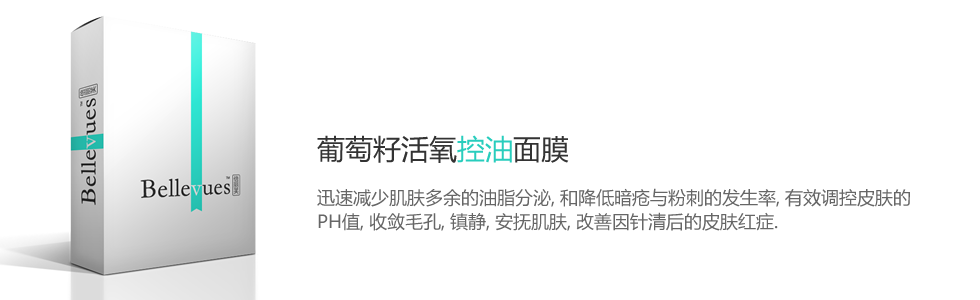 Bellevues™
Bellevues™
葡萄籽活氧控油面膜
迅速减少肌肤多余的油脂分泌, 和降低暗疮与粉刺的发生率, 有效调控皮肤的
PH值, 收敛毛孔, 镇静, 安抚肌肤, 改善因针清后的皮肤红症.